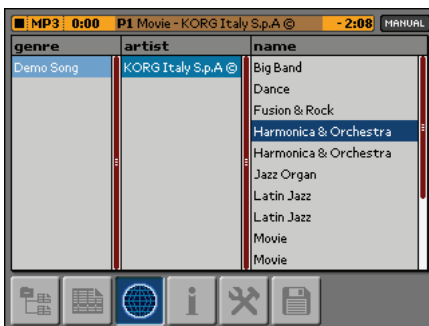 MP3 0:00 P1 Movie - KORG Italy S.p.A © - 2:08 MANUAL
genre artist name
Demo Song KORG Italy S.p.A © Big Band
Dance
Fusion & Rock
Harmonica & Orchestra
Harmonica & Orchestra
Jazz Organ
Latin Jazz
Latin Jazz
Movie
Movie